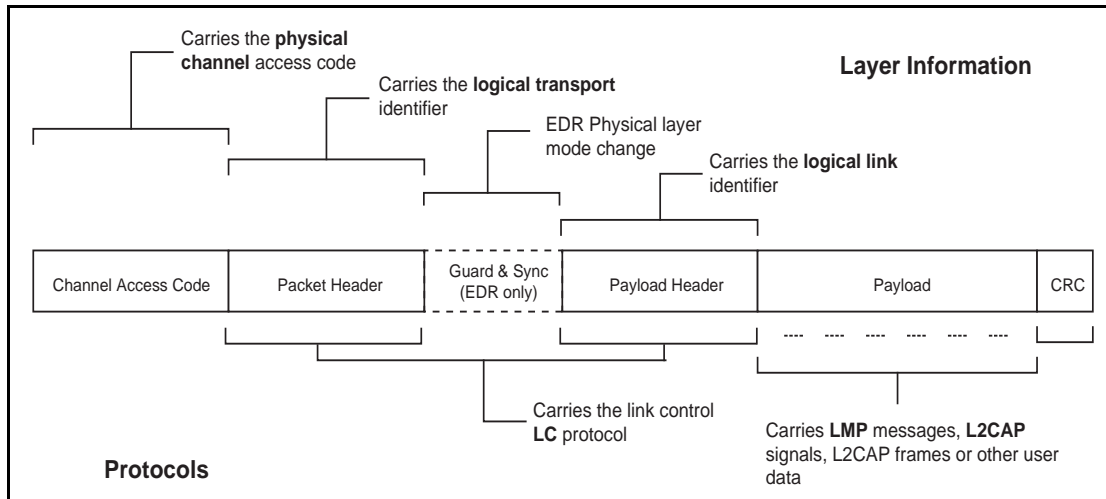 Carries the physical
channel access code
Layer Information
Carries the logical transport
identifier
EDR Physical layer
mode change
Carries the logical link
identifier
Channel Access Code
Packet Header
Guard & Sync
(EDR only)
Payload Header
Payload
CRC
Carries the link control
LC protocol
Carries LMP messages, L2CAP
signals, L2CAP frames or other user
data
Protocols